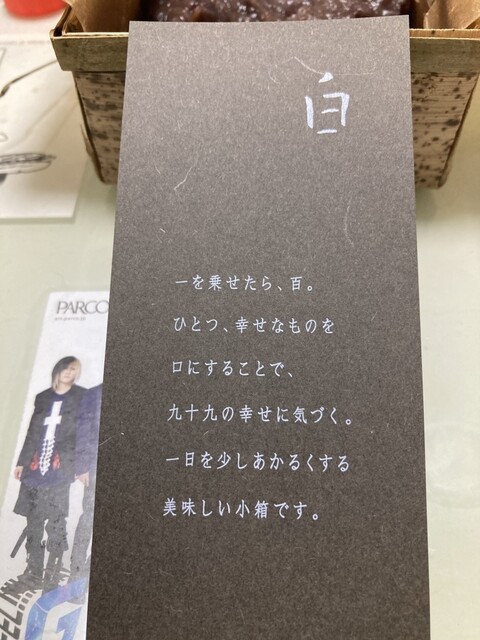 白
一を乗せたら、百。
ひとつ、幸せなものを
口にすることで、
九十九の幸せに気づく。
一日を少しあかるくする
美味しい小箱です。
PARCO